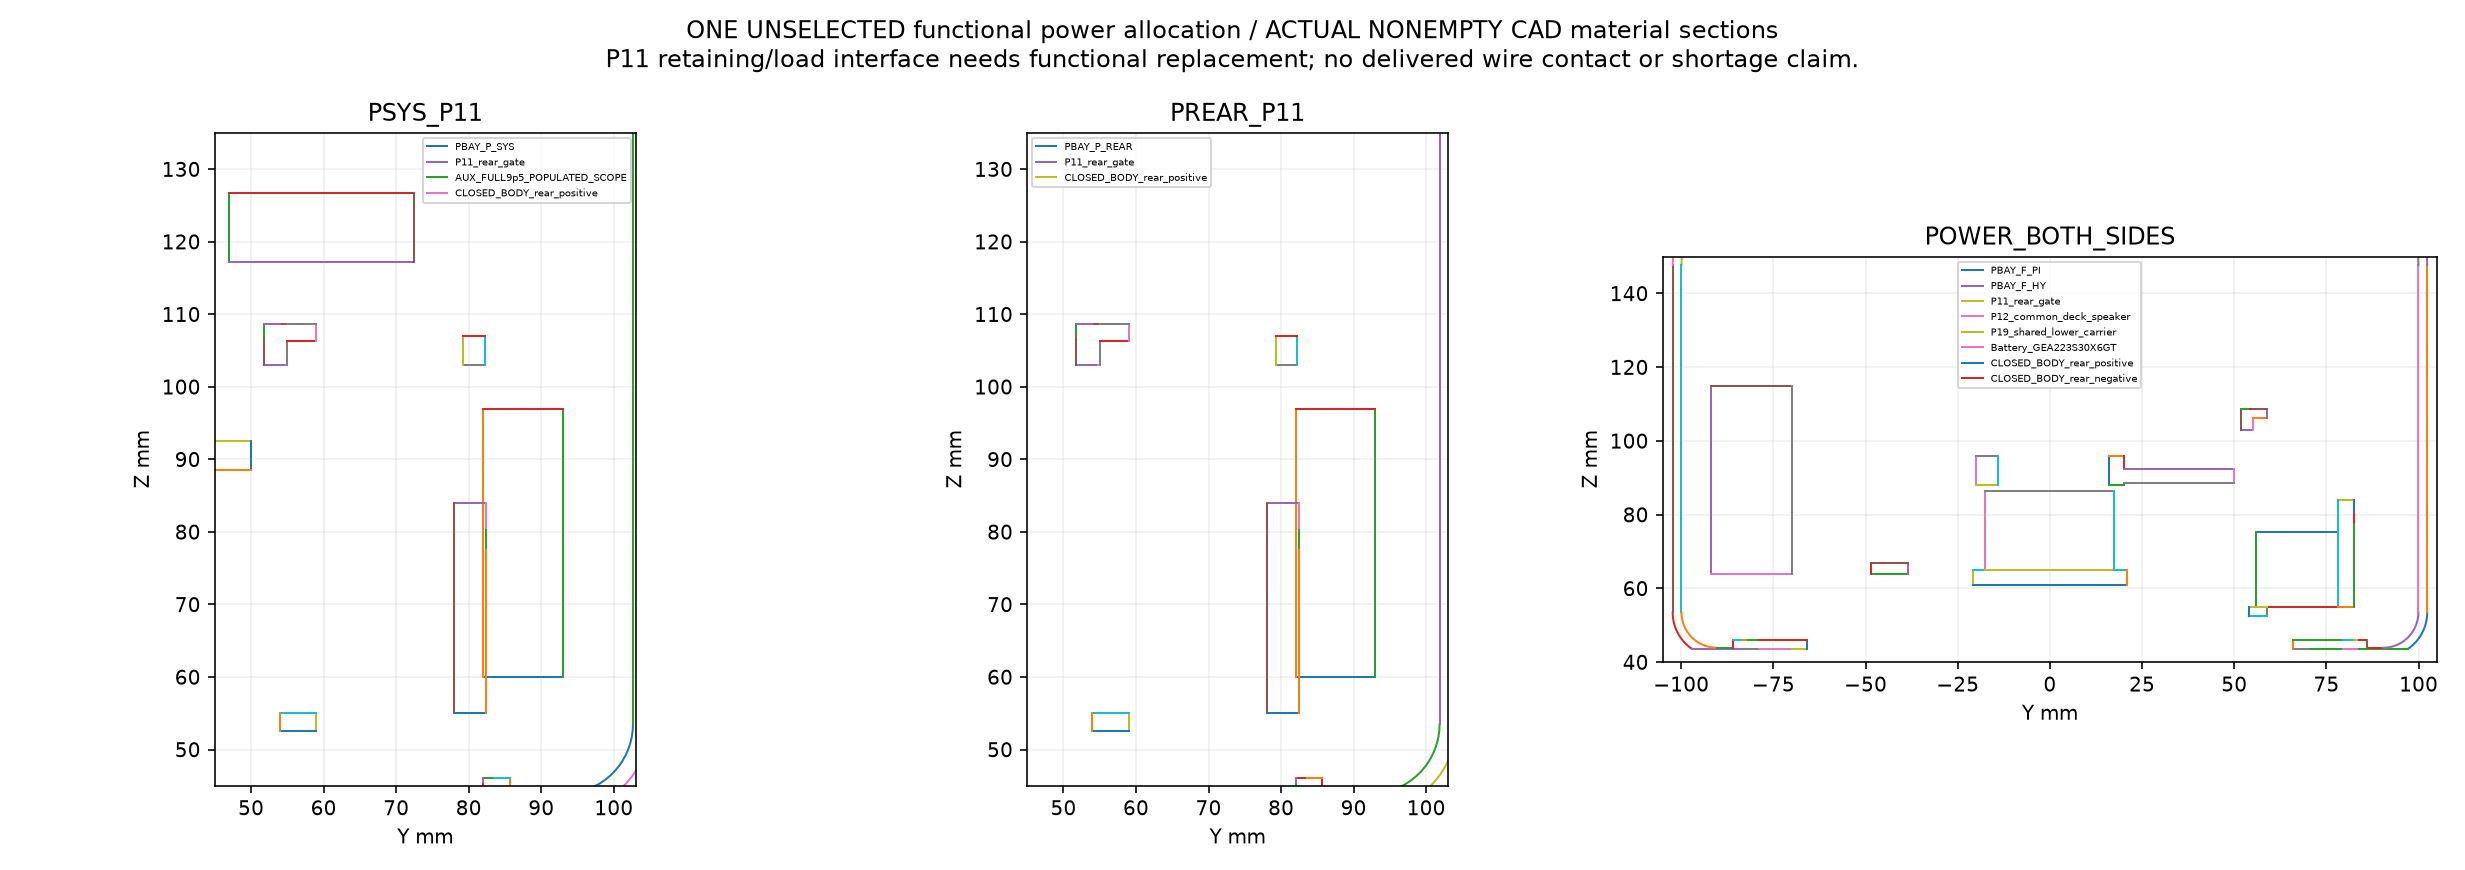 ONE UNSELECTED functional power allocation / ACTUAL NONEMPTY CAD material sections
P11 retaining/load interface needs functional replacement; no delivered wire contact or shortage claim.
PSYS_P11
PBAY_P_SYS
P11_rear_gate
AUX_FULL9p5_POPULATED_SCOPE
CLOSED_BODY_rear_positive
130
120
110
100
90
80
70
60
50
Z mm
50 60 70 80 90 100
Y mm
PREAR_P11
PBAY_P_REAR
P11_rear_gate
CLOSED_BODY_rear_positive
130
120
110
100
90
80
70
60
50
Z mm
50 60 70 80 90 100
Y mm
POWER_BOTH_SIDES
PBAY_F_PI
PBAY_F_HY
P11_rear_gate
P12_common_deck_speaker
P19_shared_lower_carrier
Battery_GEA223S30X6GT
CLOSED_BODY_rear_positive
CLOSED_BODY_rear_negative
140
120
100
80
60
40
Z mm
−100 −75 −50 −25 0 25 50 75 100
Y mm